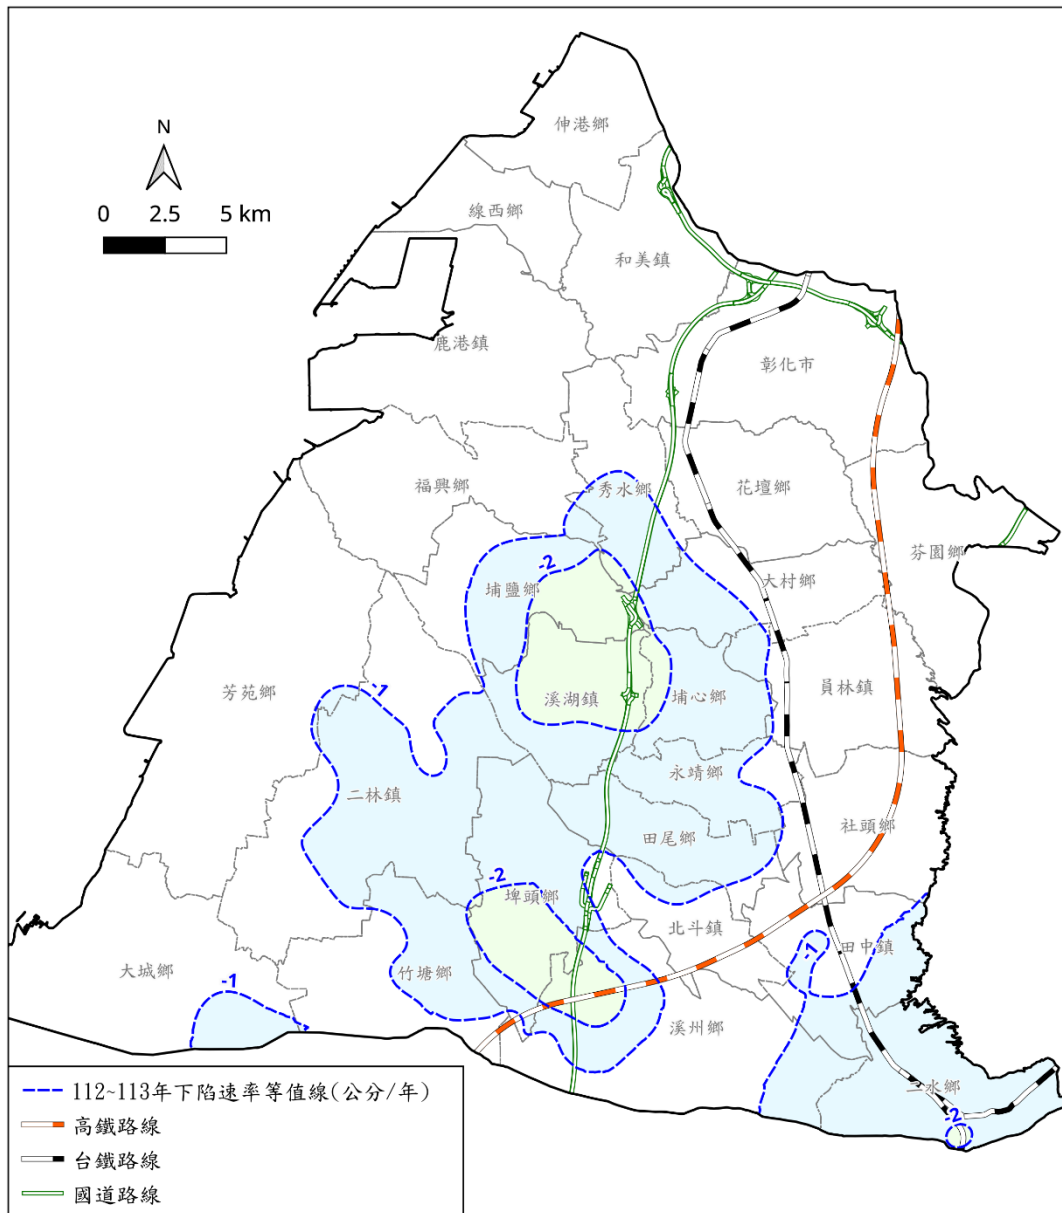 伸港鄉
N
0 2.5 5 km
線西鄉
和美鎮
鹿港鎮
彰化市
福興鄉
秀水鄉
花壇鄉
芬園鄉
-2
大村鄉
埔鹽鄉
芳苑鄉
-1
溪湖鎮
埔心鄉
員林鎮
永靖鄉
二林鎮
田尾鄉
社頭鄉
-2
埤頭鄉
北斗鎮
田中鎮
-1
大城鄉
竹塘鄉
-1
溪州鄉
二水鄉
-2
112~113年下陷速率等值線(公分/年)
高鐵路線
台鐵路線
國道路線